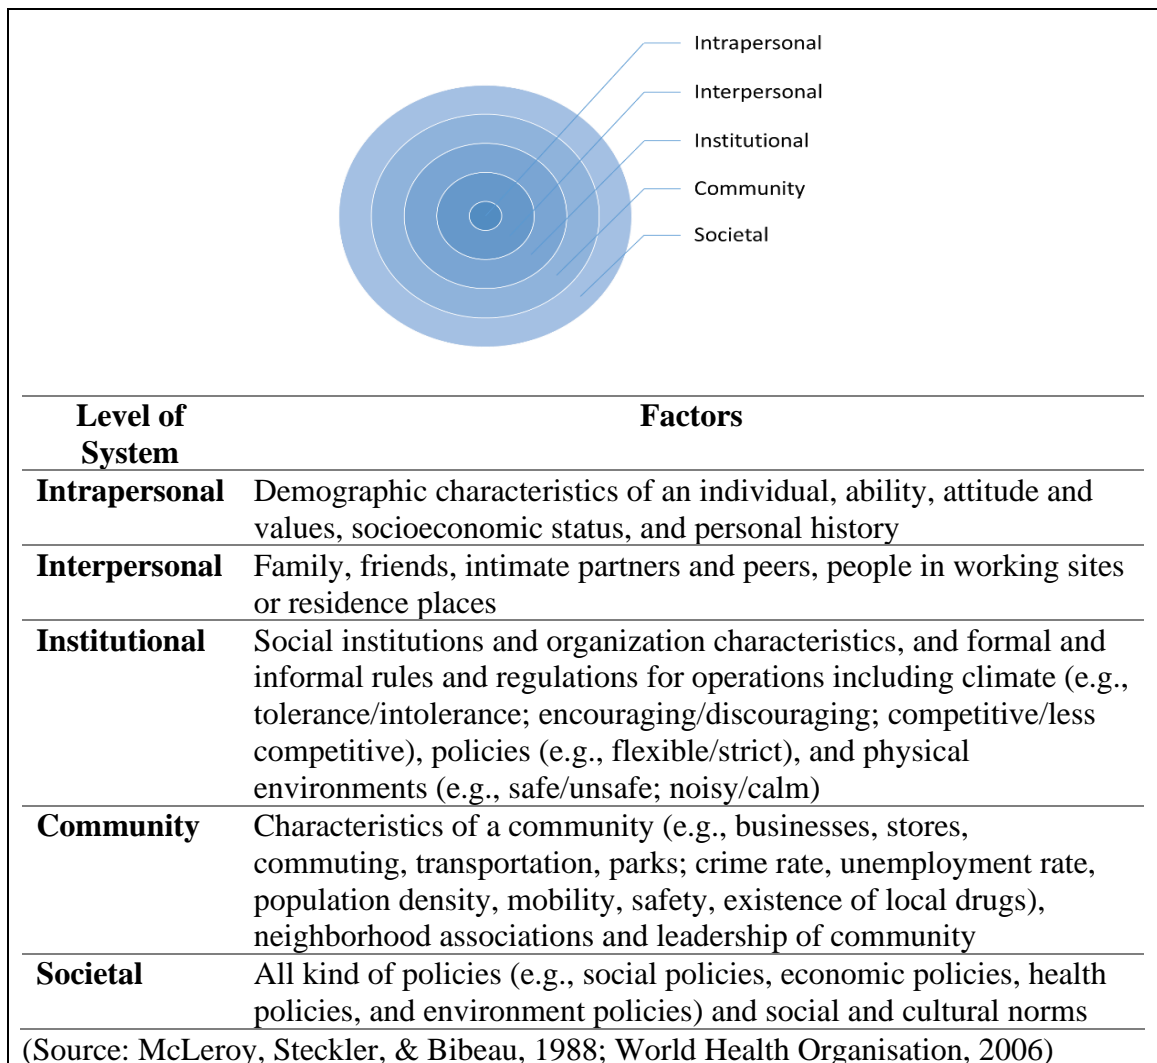 Intrapersonal
Interpersonal
Institutional
Community
Societal
Level of Factors
System
Intrapersonal Demographic characteristics of an individual, ability, attitude and
values, socioeconomic status, and personal history
Interpersonal Family, friends, intimate partners and peers, people in working sites
or residence places
Institutional Social institutions and organization characteristics, and formal and
informal rules and regulations for operations including climate (e.g.,
tolerance/intolerance; encouraging/discouraging; competitive/less
competitive), policies (e.g., flexible/strict), and physical
environments (e.g., safe/unsafe; noisy/calm)
Community Characteristics of a community (e.g., businesses, stores,
commuting, transportation, parks; crime rate, unemployment rate,
population density, mobility, safety, existence of local drugs),
neighborhood associations and leadership of community
Societal All kind of policies (e.g., social policies, economic policies, health
policies, and environment policies) and social and cultural norms
(Source: McLeroy, Steckler, & Bibeau, 1988; World Health Organisation, 2006)